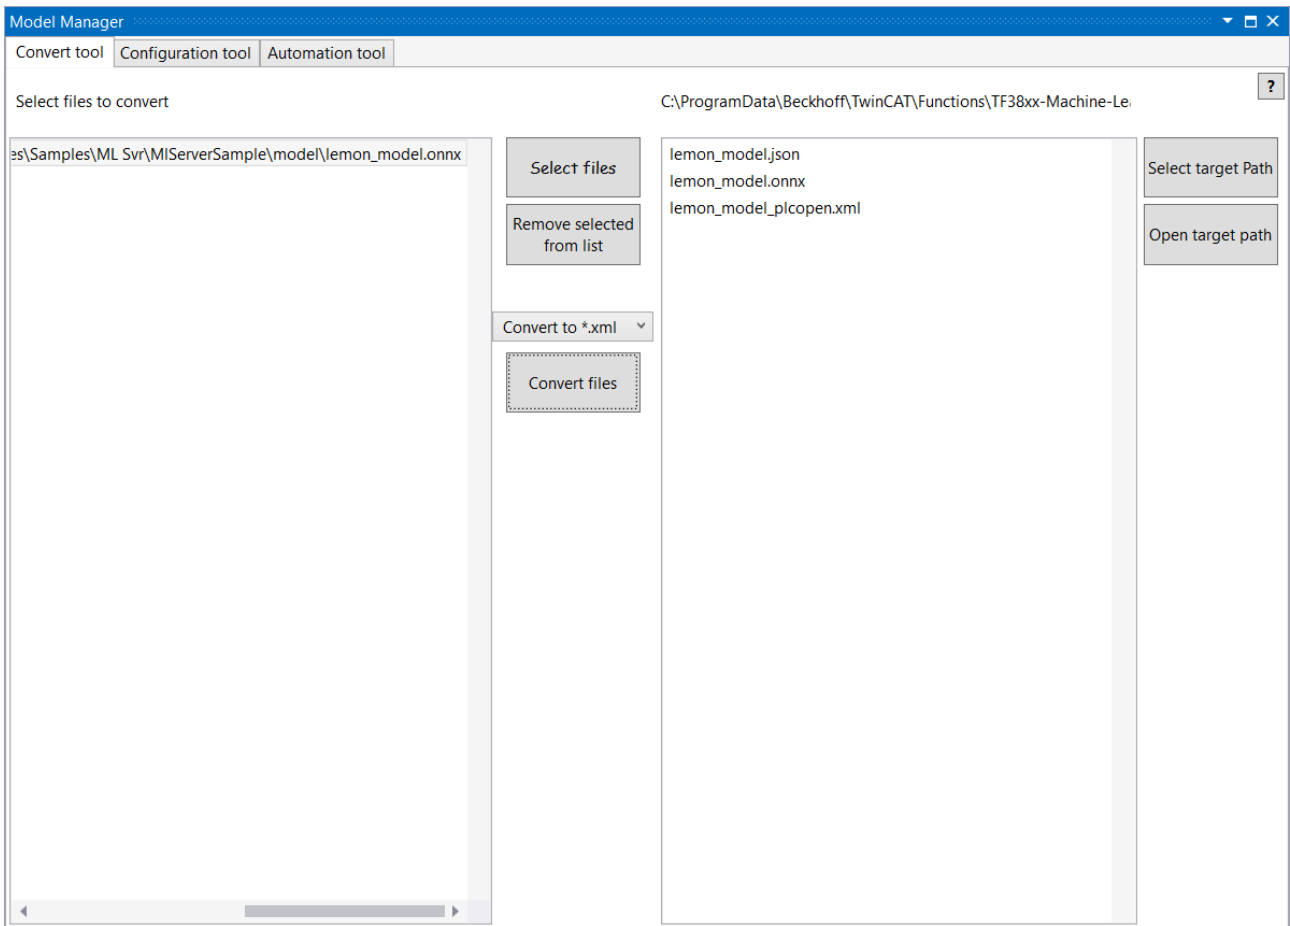 Model Manager
Convert tool
Configuration tool
Automation tool
?
Select files to convert
C:\ProgramData\Beckhoff\TwinCAT\Functions\TF38xx-Machine-Le
es\Samples\ML Svr\MlServerSample\model\lemon_model.onnx
Select files
Remove selected
from list
Convert to *.xml
Convert files
lemon_model.json
lemon_model.onnx
lemon_model_plcopen.xml
Select target Path
Open target path